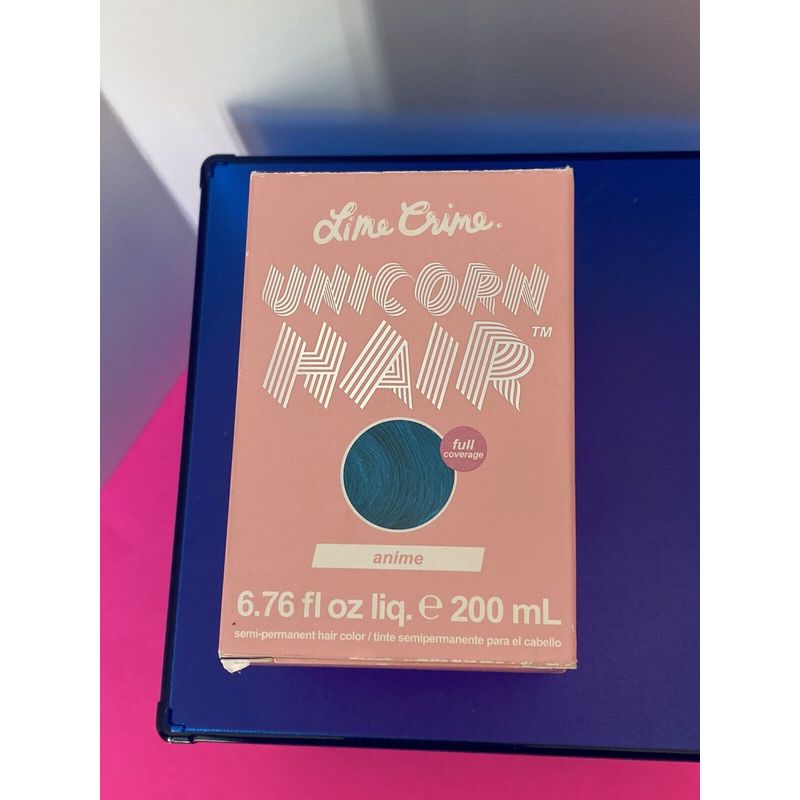 Lime Crime®
UNICORN
HAIR™
full
coverage
anime
6.76 fl oz liq. ℮ 200 mL
semi-permanent hair color / tinte semipermanente para el cabello